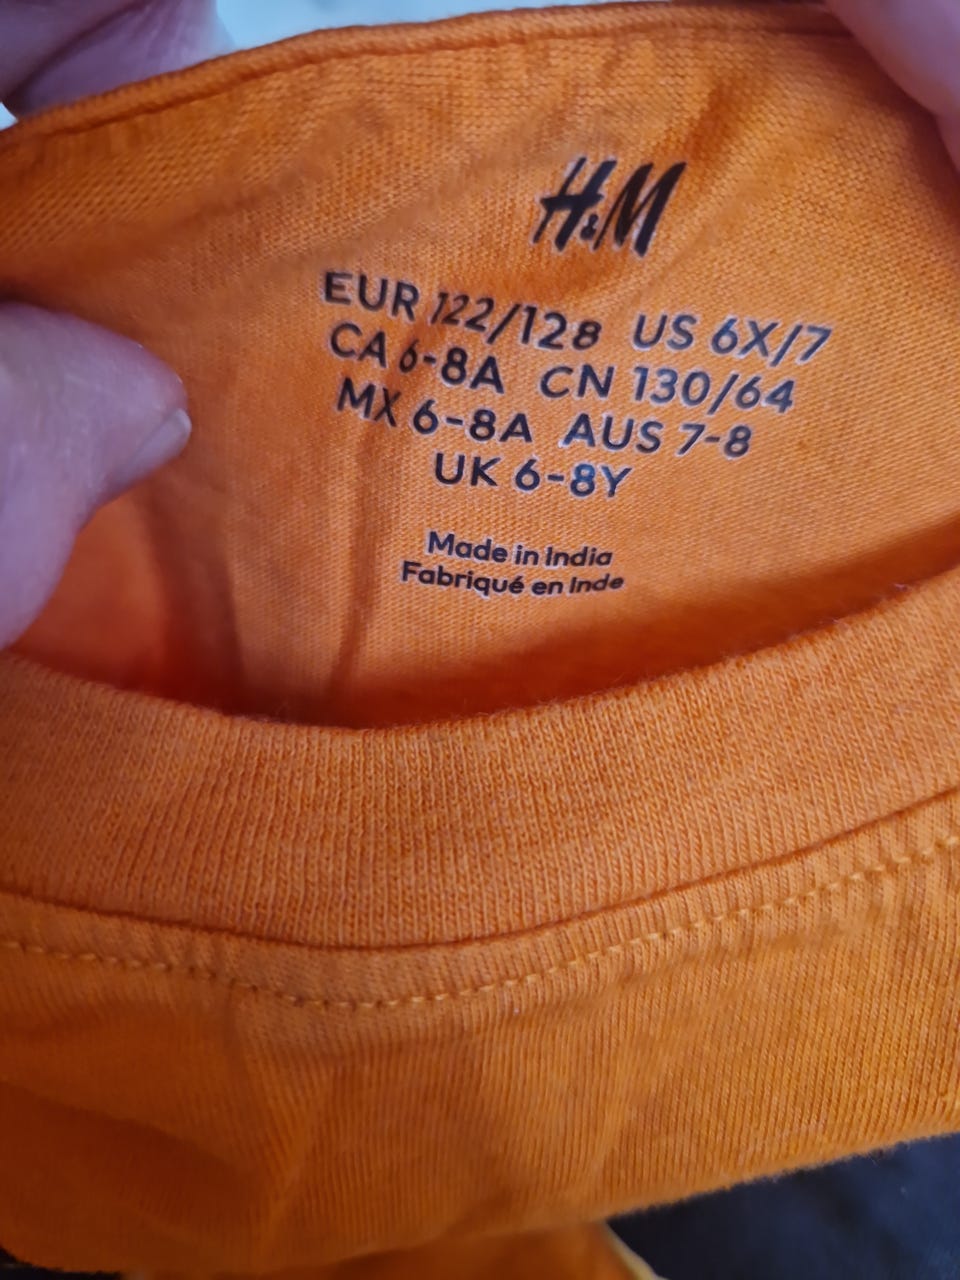 H&M
EUR 122/128 US 6X/7
CA 6-8A CN 130/64
MX 6-8A AUS 7-8
UK 6-8Y
Made in India
Fabriqué en Inde